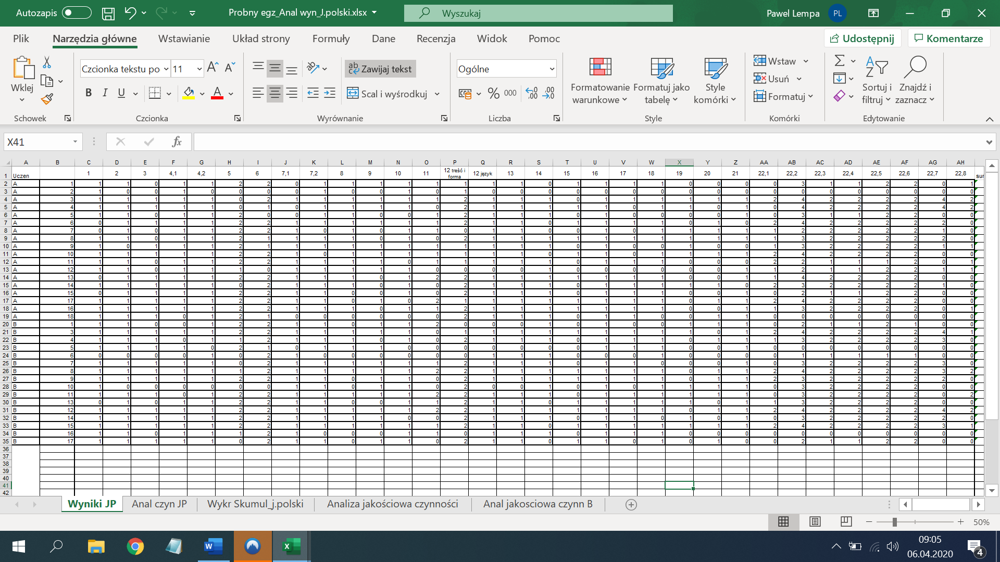 Autozapis Probny egz_Anal wyn_J.polski.xlsx Wyszukaj Pawel Lempa PL
Plik Narzędzia główne Wstawianie Układ strony Formuły Dane Recenzja Widok Pomoc Udostępnij Komentarze
Wklej Czcionka tekstu po 11 Zawijaj tekst Ogólne Formatowanie warunkowe Formatuj jako tabelę Style komórki Wstaw Sortuj i filtruj Znajdź i zaznacz
B I U Scal i wyśrodkuj % 000 Usuń
Formatuj
Schowek Czcionka Wyrównanie Liczba Style Komórki Edytowanie
X41 fx
A B C D E F G H I J K L M N O P Q R S T U V W X Y Z AA AB AC AD AE AF AG AH
1 Uczen 1 2 3 4,1 4,2 5 6 7,1 7,2 8 9 10 11 12 treść i forma 12 język 13 14 15 16 17 18 19 20 21 22,1 22,2 22,3 22,4 22,5 22,6 22,7 22,8
2 A 1 1 1 0 1 1 2 2 0 1 1 1 1 1 1 1 1 0 1 1 1 1 0 0 0 0 3 1 1 2 2 0 1
3 A 2 1 0 0 1 0 0 0 0 1 0 0 1 0 1 0 0 0 0 0 0 0 0 0 0 0 0 0 0 0 0 0 0
4 A 3 1 1 1 1 1 0 2 1 1 1 1 1 1 2 1 1 1 0 1 1 1 1 1 1 2 4 2 2 2 2 4 2
5 A 4 1 1 1 0 1 0 1 0 1 1 1 1 0 2 1 1 1 1 1 0 1 1 0 1 0 4 2 2 2 2 4 2
6 A 5 1 1 0 1 1 2 0 0 1 1 0 0 1 2 1 1 1 0 1 0 1 0 0 1 0 3 1 1 2 2 0 0
7 A 6 0 1 1 1 1 2 2 1 1 1 1 1 1 2 1 1 0 1 1 1 1 0 1 0 2 4 2 2 2 2 2 0
8 A 7 0 1 0 1 1 2 2 1 0 1 0 1 1 0 1 1 0 0 1 0 1 1 1 1 1 2 2 2 2 2 1 0
9 A 8 1 1 0 1 1 2 1 1 1 1 0 1 0 2 1 1 1 1 1 1 1 1 1 1 1 3 2 2 2 2 2 0
10 A 9 1 0 1 1 1 2 1 1 1 1 1 1 1 1 1 1 1 0 1 0 0 1 0 0 1 3 2 2 2 2 1 1
11 A 10 1 1 1 1 1 2 2 1 0 1 1 1 1 1 1 1 0 1 1 0 1 1 1 1 2 4 2 2 2 2 0 0
12 A 11 1 1 0 1 1 2 2 1 1 1 1 0 1 1 1 1 1 0 1 1 1 0 0 0 2 2 1 1 2 2 0 1
13 A 12 1 1 0 1 1 1 0 1 1 1 1 1 0 0 0 0 1 0 0 0 0 0 0 1 1 2 1 1 2 2 1 0
14 A 13 0 1 1 1 1 2 2 1 1 1 0 1 2 2 1 1 1 1 1 1 1 0 0 1 1 4 2 2 2 2 0 0
15 A 14 1 1 1 1 1 0 2 1 1 1 0 1 0 2 1 1 1 0 1 1 1 1 1 0 2 3 2 2 2 2 1 0
16 A 15 0 1 1 1 1 2 2 1 1 0 0 1 1 1 1 1 1 1 1 1 1 0 0 1 0 2 1 1 2 2 0 0
17 A 17 1 1 1 1 1 2 2 1 1 0 1 0 2 1 1 1 1 1 1 1 1 0 1 1 2 4 2 2 2 2 0 0
18 A 16 1 1 1 1 1 2 2 1 1 1 0 1 1 2 1 1 1 1 1 1 1 0 1 1 1 3 2 2 2 2 0 1
19 A 18 1 1 1 0 1 2 1 0 0 0 0 0 0 2 1 1 1 0 1 1 0 0 1 1 0 0 0 0 0 0 0 0
20 B 1 1 1 0 0 1 2 2 1 1 0 1 1 2 0 0 0 1 0 1 0 0 1 1 1 0 2 1 1 2 1 0 0
21 B 3 1 1 1 1 1 2 2 1 1 1 1 1 0 1 1 1 1 1 1 1 1 1 0 1 2 4 2 2 2 2 4 1
22 B 4 1 1 0 1 1 1 2 1 1 0 1 1 0 2 1 1 1 0 1 0 1 1 1 1 1 3 2 2 2 2 3 0
23 B 5 1 1 1 1 0 2 1 0 1 1 1 0 0 0 0 0 0 0 1 1 1 0 0 1 0 0 0 0 0 0 0 0
24 B 6 0 0 0 0 1 0 2 1 0 0 0 0 0 0 1 1 1 0 0 0 1 0 0 0 0 1 1 1 1 1 0 0
25 B 7 1 1 1 1 1 0 2 1 1 1 1 1 1 2 1 1 1 0 1 1 0 0 1 0 3 2 2 2 2 3 0
26 B 8 1 1 1 1 1 1 2 1 1 1 1 1 2 2 1 1 1 1 1 1 1 0 1 1 2 4 2 2 2 2 3 2
27 B 9 1 1 1 1 1 2 2 1 1 0 1 1 0 2 1 1 1 1 1 0 1 0 1 1 2 3 2 2 2 2 2 0
28 B 10 1 0 0 0 0 0 0 1 1 0 1 1 0 2 0 0 1 0 1 0 1 1 1 1 0 3 2 2 2 2 0 0
29 B 11 1 1 1 0 1 2 2 1 1 1 1 1 2 2 1 1 1 1 1 1 1 1 1 1 0 3 2 2 2 2 0 2
30 B 13 0 1 0 1 1 2 2 1 1 0 0 1 1 2 1 1 0 1 1 1 1 1 0 1 1 3 2 2 2 2 0 0
31 B 12 1 1 1 1 1 2 2 1 1 1 1 1 2 2 1 1 1 1 1 1 1 0 1 1 2 4 2 2 2 2 4 2
32 B 14 1 1 1 1 1 2 2 1 1 1 1 0 0 2 1 1 1 0 1 1 0 1 0 1 0 3 2 2 2 2 2 0
33 B 15 1 1 1 1 1 2 2 1 1 1 1 1 1 2 1 1 0 1 1 1 1 1 1 1 2 4 2 2 2 2 3 1
34 B 16 1 1 0 1 1 1 2 1 0 0 0 1 1 0 1 1 1 1 1 1 1 0 0 0 0 0 0 0 0 0 0 0
35 B 17 1 1 1 1 1 0 2 1 1 0 1 1 0 2 1 1 0 1 1 0 1 0 1 0 0 2 1 1 2 2 0 0
36
37
38
39
40
41
42
Wyniki JP Anal czyn JP Wykr Skumul_j.polski Analiza jakościowa czynności Anal jakosciowa czynn B
50%
09:05
06.04.2020
4